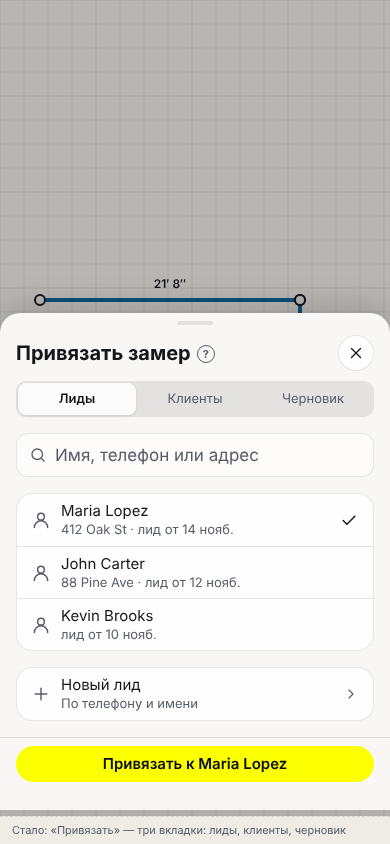 21′ 8″
Привязать замер ?
Лиды Клиенты Черновик
Имя, телефон или адрес
Maria Lopez
412 Oak St · лид от 14 нояб.
John Carter
88 Pine Ave · лид от 12 нояб.
Kevin Brooks
лид от 10 нояб.
Новый лид
По телефону и имени
Привязать к Maria Lopez
Стало: «Привязать» — три вкладки: лиды, клиенты, черновик